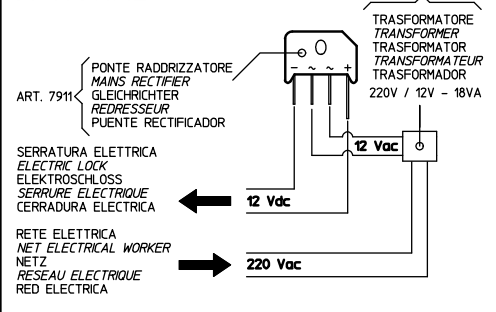 TRASFORMATORE
TRANSFORMER
TRASFORMATOR
TRANSFORMATEUR
TRASFORMADOR
220V / 12V - 18VA
ART. 7911
PONTE RADDRIZZATORE
MAINS RECTIFIER
GLEICHRICHTER
REDRESSEUR
PUENTE RECTIFICADOR
- ~ ~ +
12 Vac
SERRATURA ELETTRICA
ELECTRIC LOCK
ELEKTROSCHLOSS
SERRURE ELECTRIQUE
CERRADURA ELECTRICA
12 Vdc
RETE ELETTRICA
NET ELECTRICAL WORKER
NETZ
RESEAU ELECTRIQUE
RED ELECTRICA
220 Vac